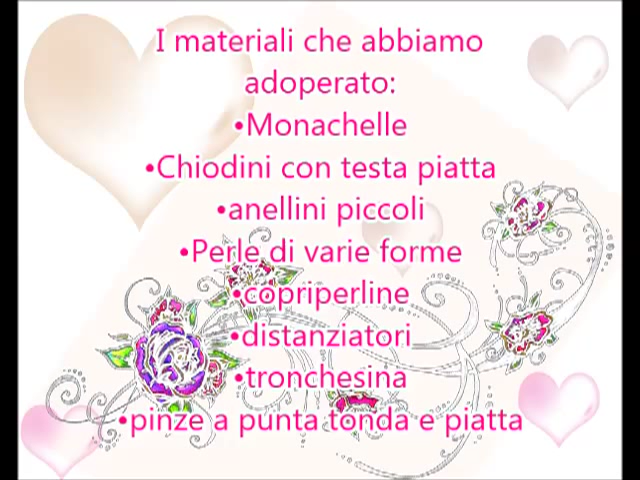 I materiali che abbiamo
adoperato:
•Monachelle
•Chiodini con testa piatta
•anellini piccoli
•Perle di varie forme
•copriperline
•distanziatori
•tronchesina
•pinze a punta tonda e piatta